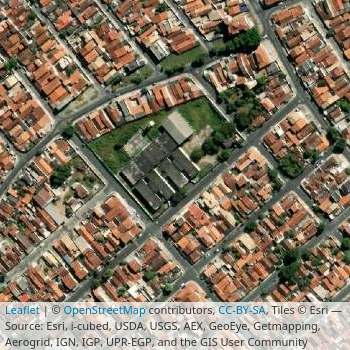 Leaflet | © OpenStreetMap contributors, CC-BY-SA, Tiles © Esri —
Source: Esri, i-cubed, USDA, USGS, AEX, GeoEye, Getmapping,
Aerogrid, IGN, IGP, UPR-EGP, and the GIS User Community